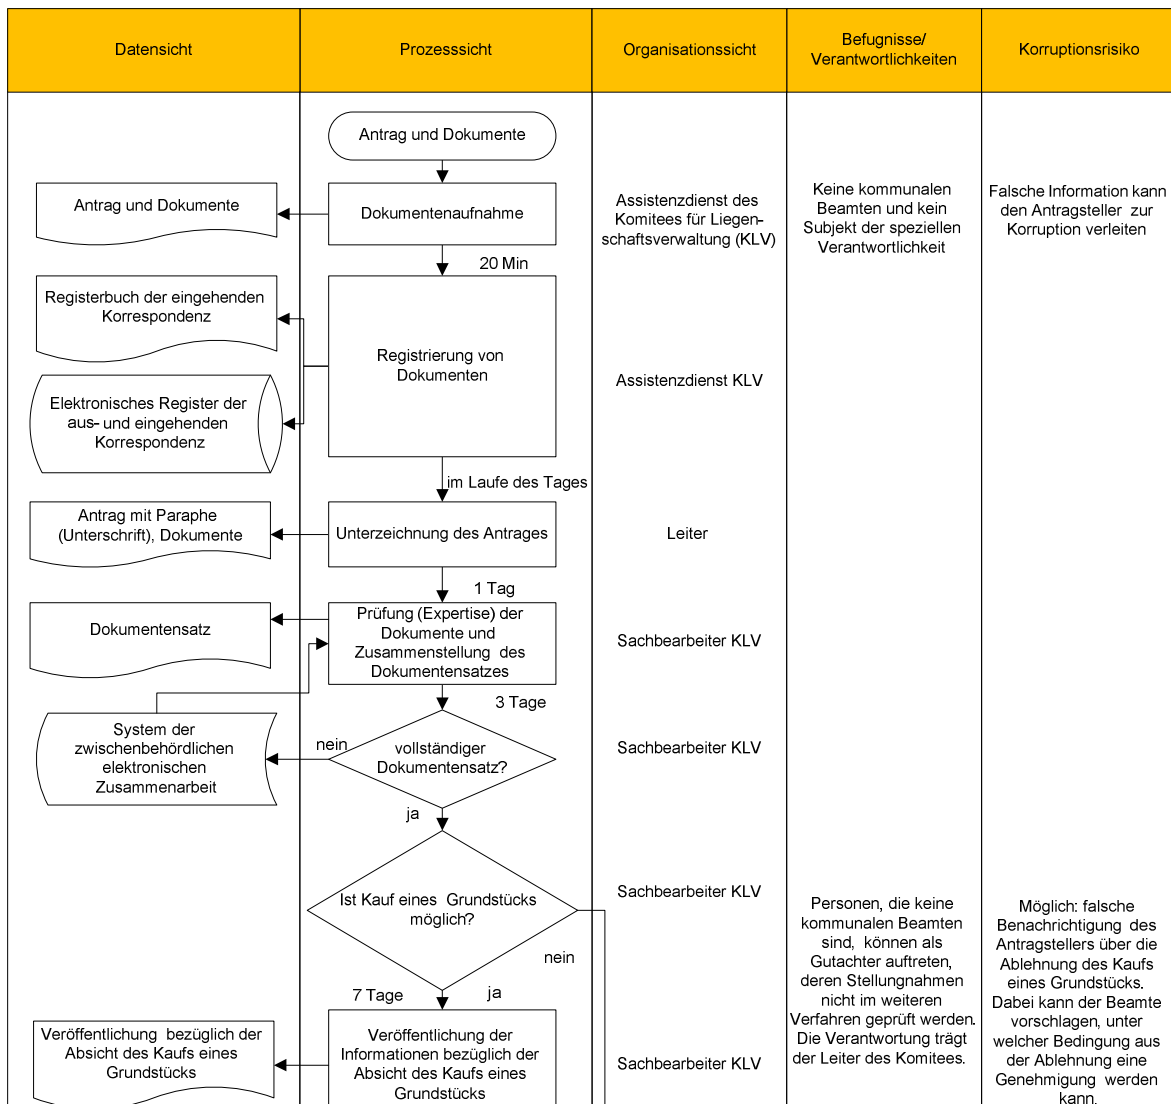 Datensicht
Prozesssicht
Organisationssicht
Befugnisse/
Verantwortlichkeiten
Korruptionsrisiko
Antrag und Dokumente
Antrag und Dokumente
Dokumentenaufnahme
Assistenzdienst des
Komitees für Liegen-
schaftsverwaltung (KLV)
Keine kommunalen
Beamten und kein
Subjekt der speziellen
Verantwortlichkeit
Falsche Information kann
den Antragsteller zur
Korruption verleiten
20 Min
Registerbuch der eingehenden
Korrespondenz
Elektronisches Register der
aus- und eingehenden
Korrespondenz
Registrierung von
Dokumenten
Assistenzdienst KLV
im Laufe des Tages
Antrag mit Paraphe
(Unterschrift), Dokumente
Unterzeichnung des Antrages
Leiter
1 Tag
Dokumentensatz
Prüfung (Expertise) der
Dokumente und
Zusammenstellung des
Dokumentensatzes
Sachbearbeiter KLV
3 Tage
System der
zwischenbehördlichen
elektronischen
Zusammenarbeit
nein
vollständiger
Dokumentensatz?
Sachbearbeiter KLV
ja
Ist Kauf eines Grundstücks
möglich?
Sachbearbeiter KLV
nein
ja
7 Tage
Veröffentlichung bezüglich der
Absicht des Kaufs eines
Grundstücks
Veröffentlichung der
Informationen bezüglich der
Absicht des Kaufs eines
Grundstücks
Sachbearbeiter KLV
Personen, die keine
kommunalen Beamten
sind, können als
Gutachter auftreten,
deren Stellungnahmen
nicht im weiteren
Verfahren geprüft werden.
Die Verantwortung trägt
der Leiter des Komitees.
Möglich: falsche
Benachrichtigung des
Antragstellers über die
Ablehnung des Kaufs
eines Grundstücks.
Dabei kann der Beamte
vorschlagen, unter
welcher Bedingung aus
der Ablehnung eine
Genehmigung werden
kann.